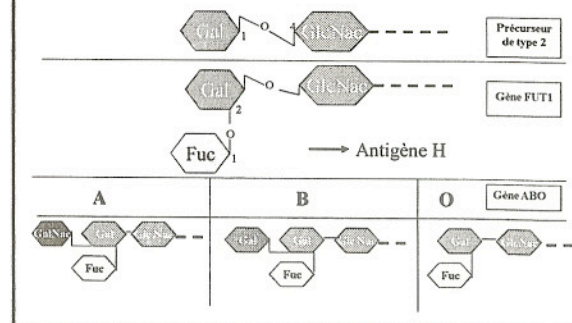 Gal 1 O 4 GlcNac
Précurseur
de type 2
Gal O GlcNac
2
Gène FUT1
O
Fuc 1
Antigène H
A B O Gène ABO
GalNac Gal GlcNac Gal Gal GlcNac Gal GlcNac
Fuc Fuc Fuc